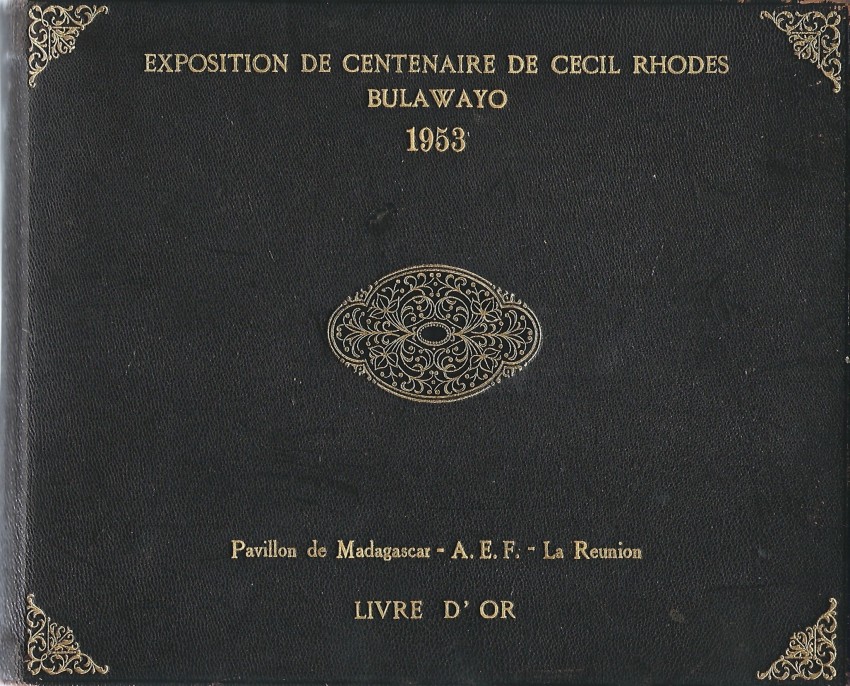 EXPOSITION DE CENTENAIRE DE CECIL RHODES
BULAWAYO
1953
Pavillon de Madagascar - A. E. F. - La Reunion
LIVRE D' OR